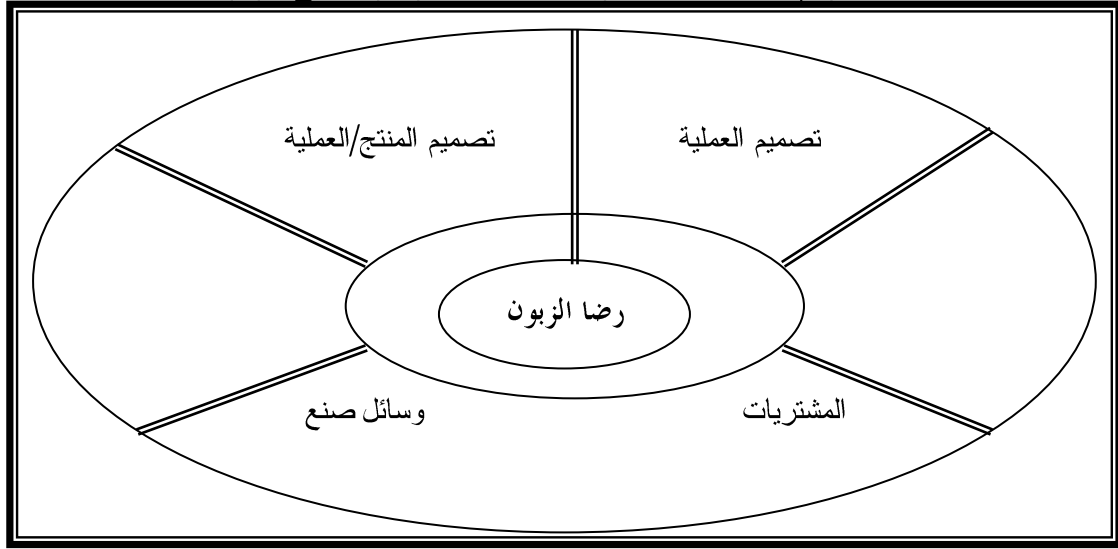 تصميم العملية
تصميم المنتج/العملية
رضا الزبون
المشتريات
وسائل صنع